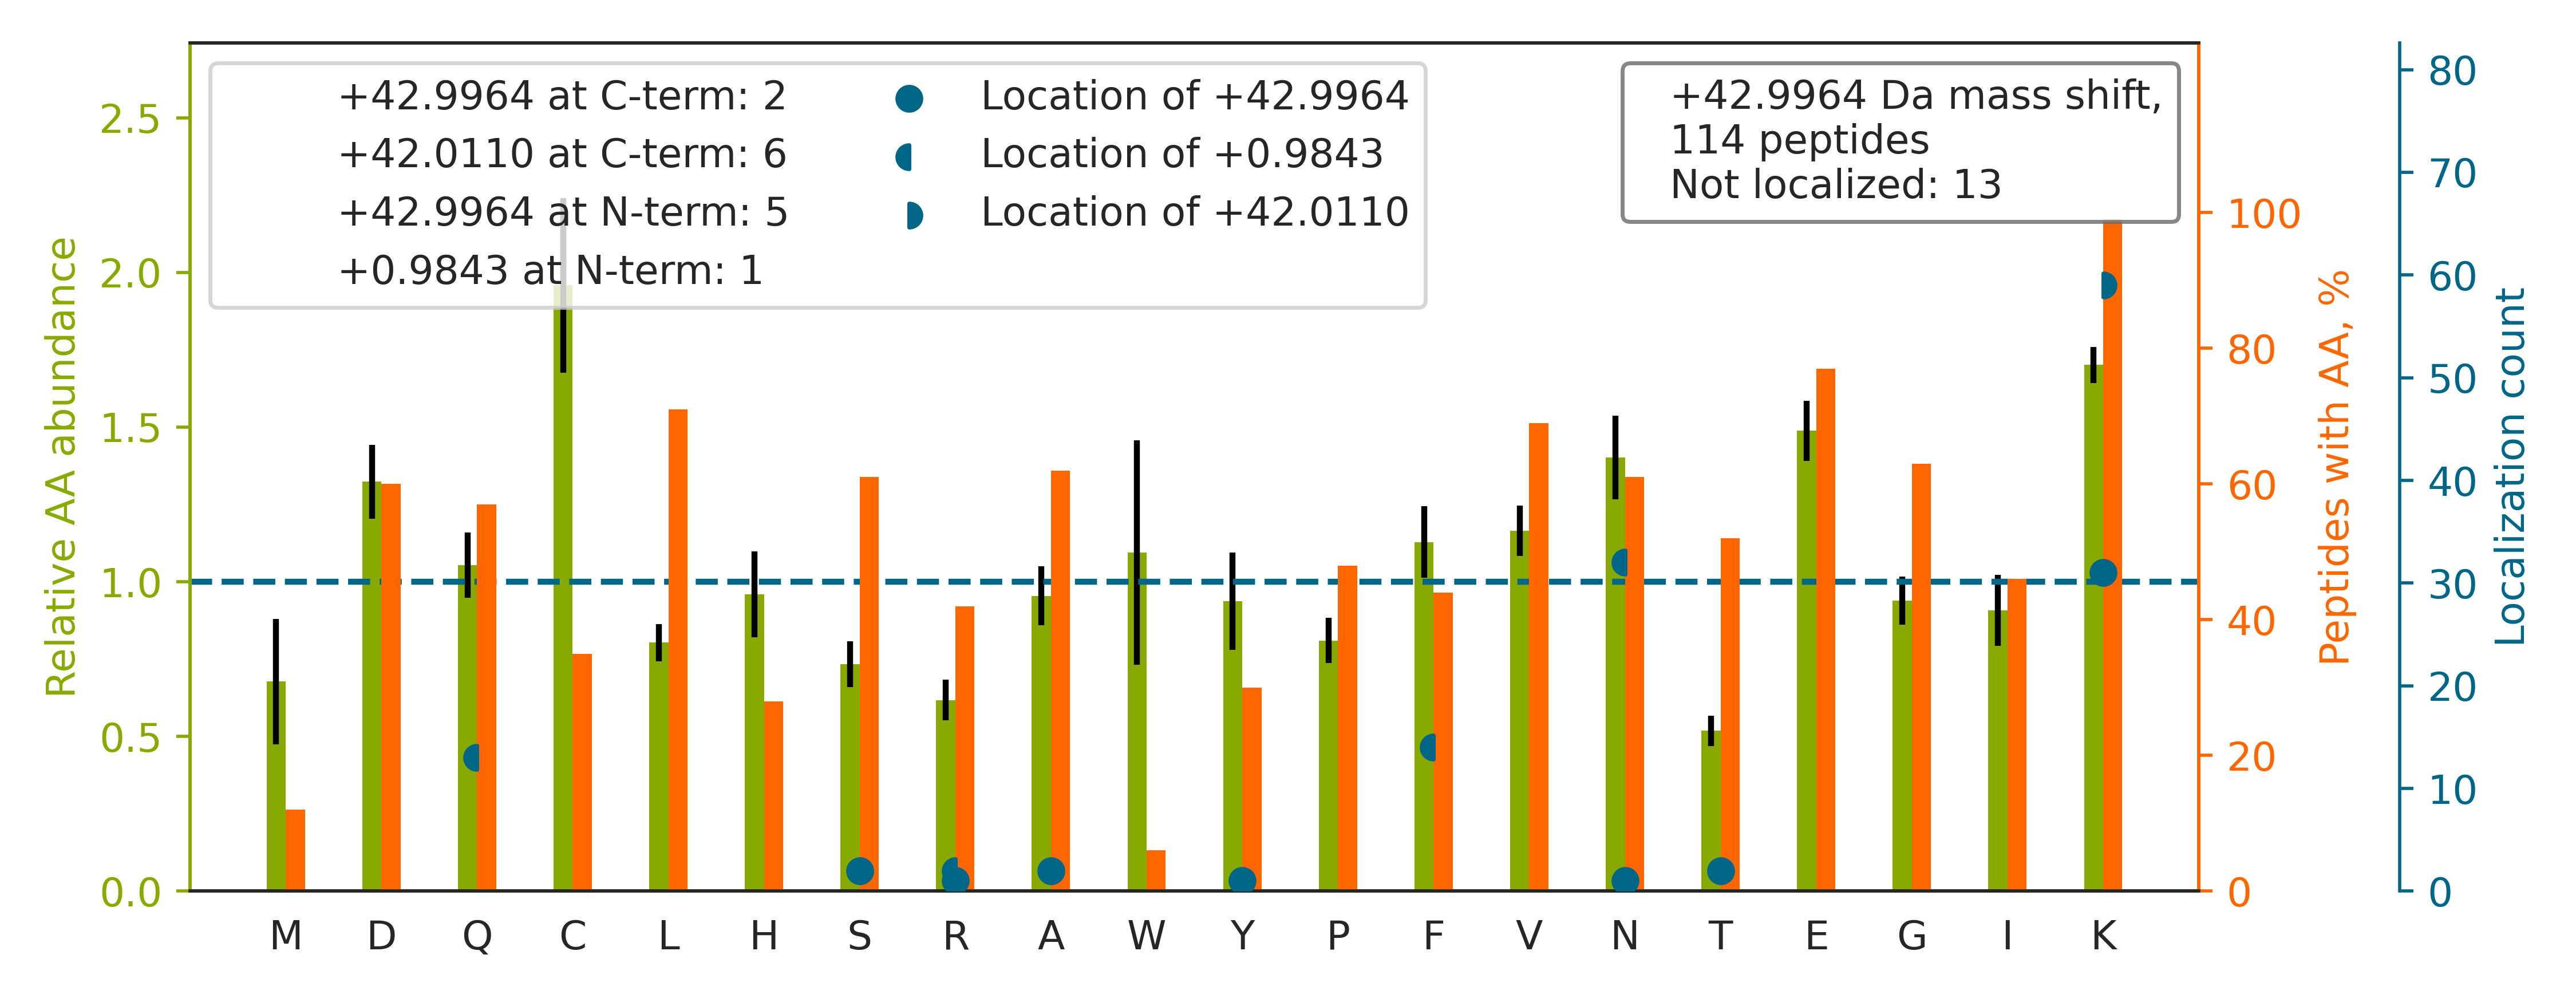 +42.9964 at C-term: 2
+42.0110 at C-term: 6
+42.9964 at N-term: 5
+0.9843 at N-term: 1
Location of +42.9964
Location of +0.9843
Location of +42.0110
+42.9964 Da mass shift,
114 peptides
Not localized: 13
Relative AA abundance
2.5
2.0
1.5
1.0
0.5
0.0
M D Q C L H S R A W Y P F V N T E G I K
100
80
60
40
20
0
Peptides with AA, %
80
70
60
50
40
30
20
10
0
Localization count